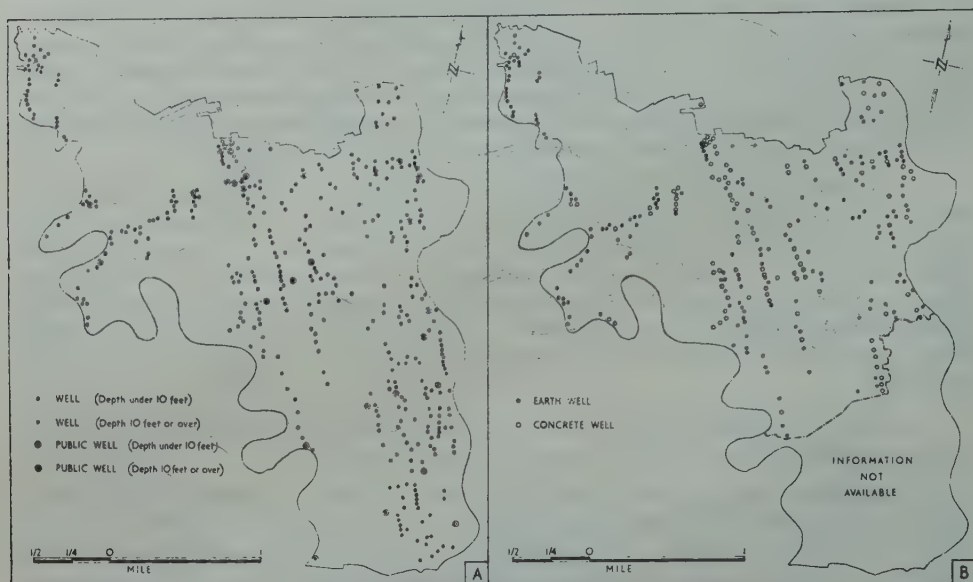 N
WELL (Depth under 10 feet)
WELL (Depth 10 feet or over)
PUBLIC WELL (Depth under 10 feet)
PUBLIC WELL (Depth 10 feet or over)
1/2 1/4 0 1
MILE
A
B
N
EARTH WELL
CONCRETE WELL
INFORMATION
NOT
AVAILABLE
1/2 1/4 0 1
MILE